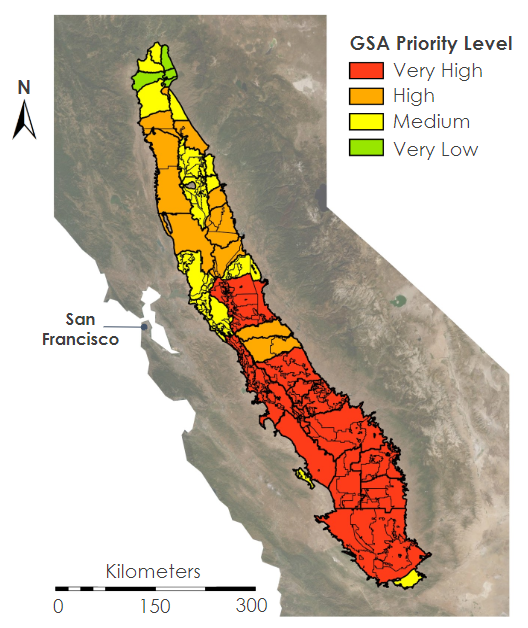 GSA Priority Level
Very High
High
Medium
Very Low
N
San
Francisco
Kilometers
0 150 300